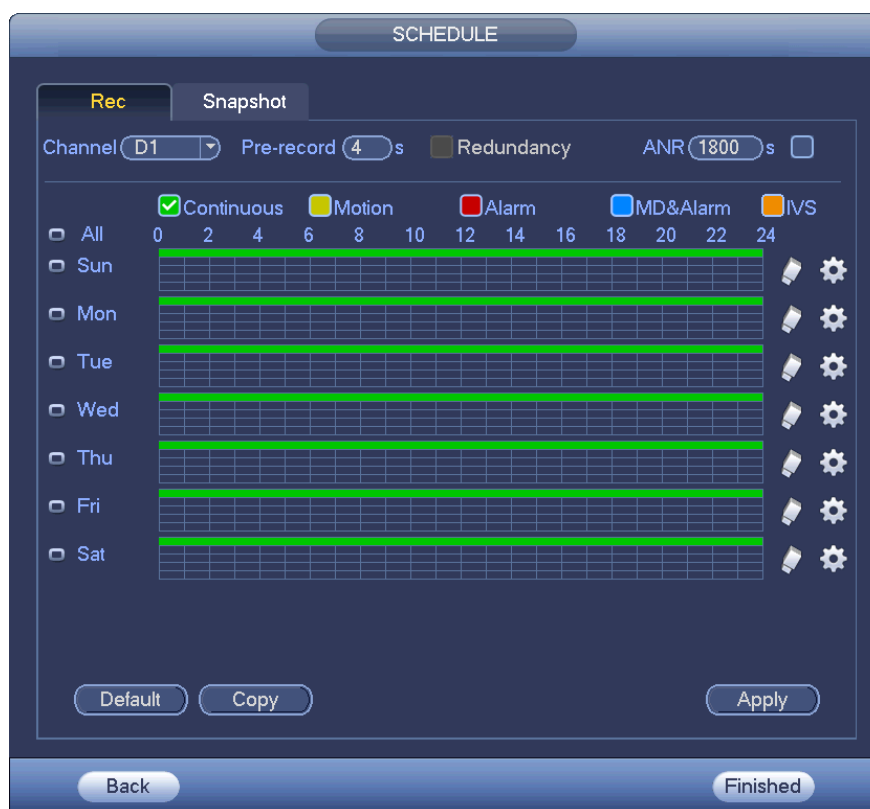 SCHEDULE
Rec Snapshot
Channel D1 Pre-record 4 s Redundancy ANR 1800 s
Continuous Motion Alarm MD&Alarm IVS
All 0 2 4 6 8 10 12 14 16 18 20 22 24
Sun
Mon
Tue
Wed
Thu
Fri
Sat
Default Copy Apply
Back Finished